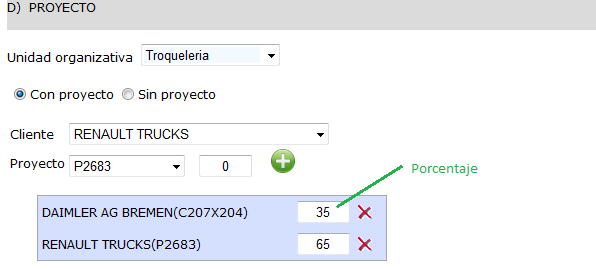 D) PROYECTO
Unidad organizativa Troqueleria
Con proyecto Sin proyecto
Cliente RENAULT TRUCKS
Proyecto P2683 0
Porcentaje
DAIMLER AG BREMEN(C207X204) 35
RENAULT TRUCKS(P2683) 65